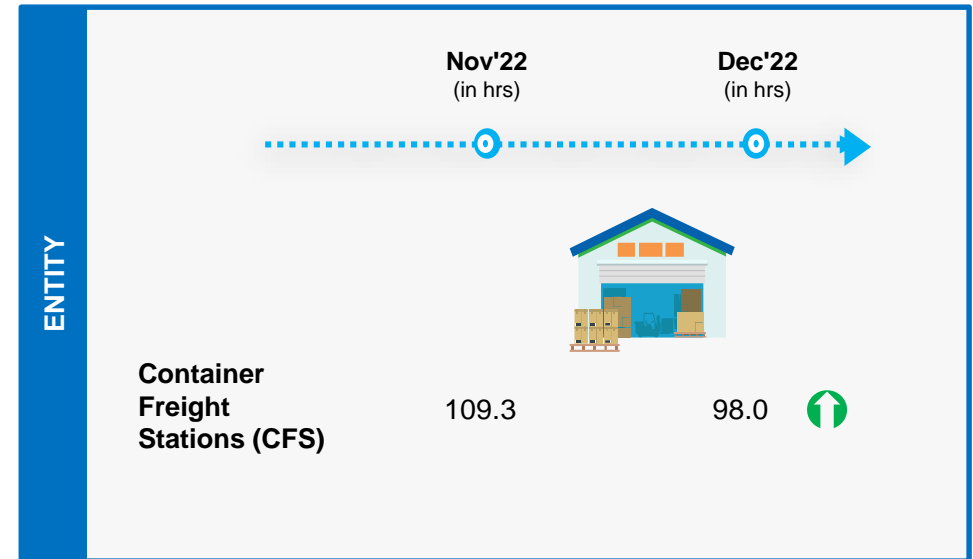 Nov'22
(in hrs)
Dec'22
(in hrs)
ENTITY
Container
Freight
Stations (CFS)
109.3
98.0